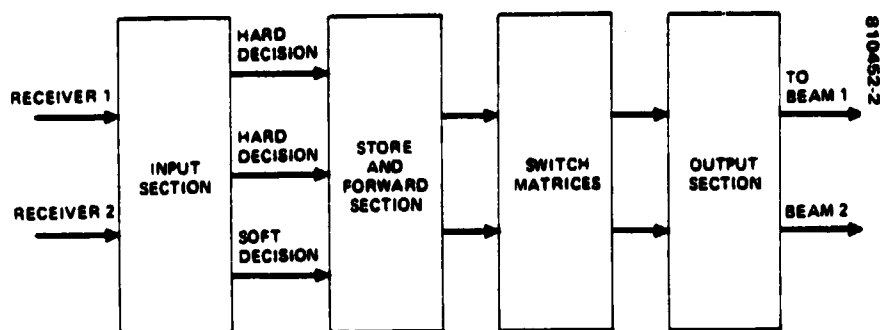 RECEIVER 1
RECEIVER 2
INPUT
SECTION
HARD
DECISION
HARD
DECISION
SOFT
DECISION
STORE
AND
FORWARD
SECTION
SWITCH
MATRICES
OUTPUT
SECTION
TO
BEAM 1
BEAM 2
810452-2